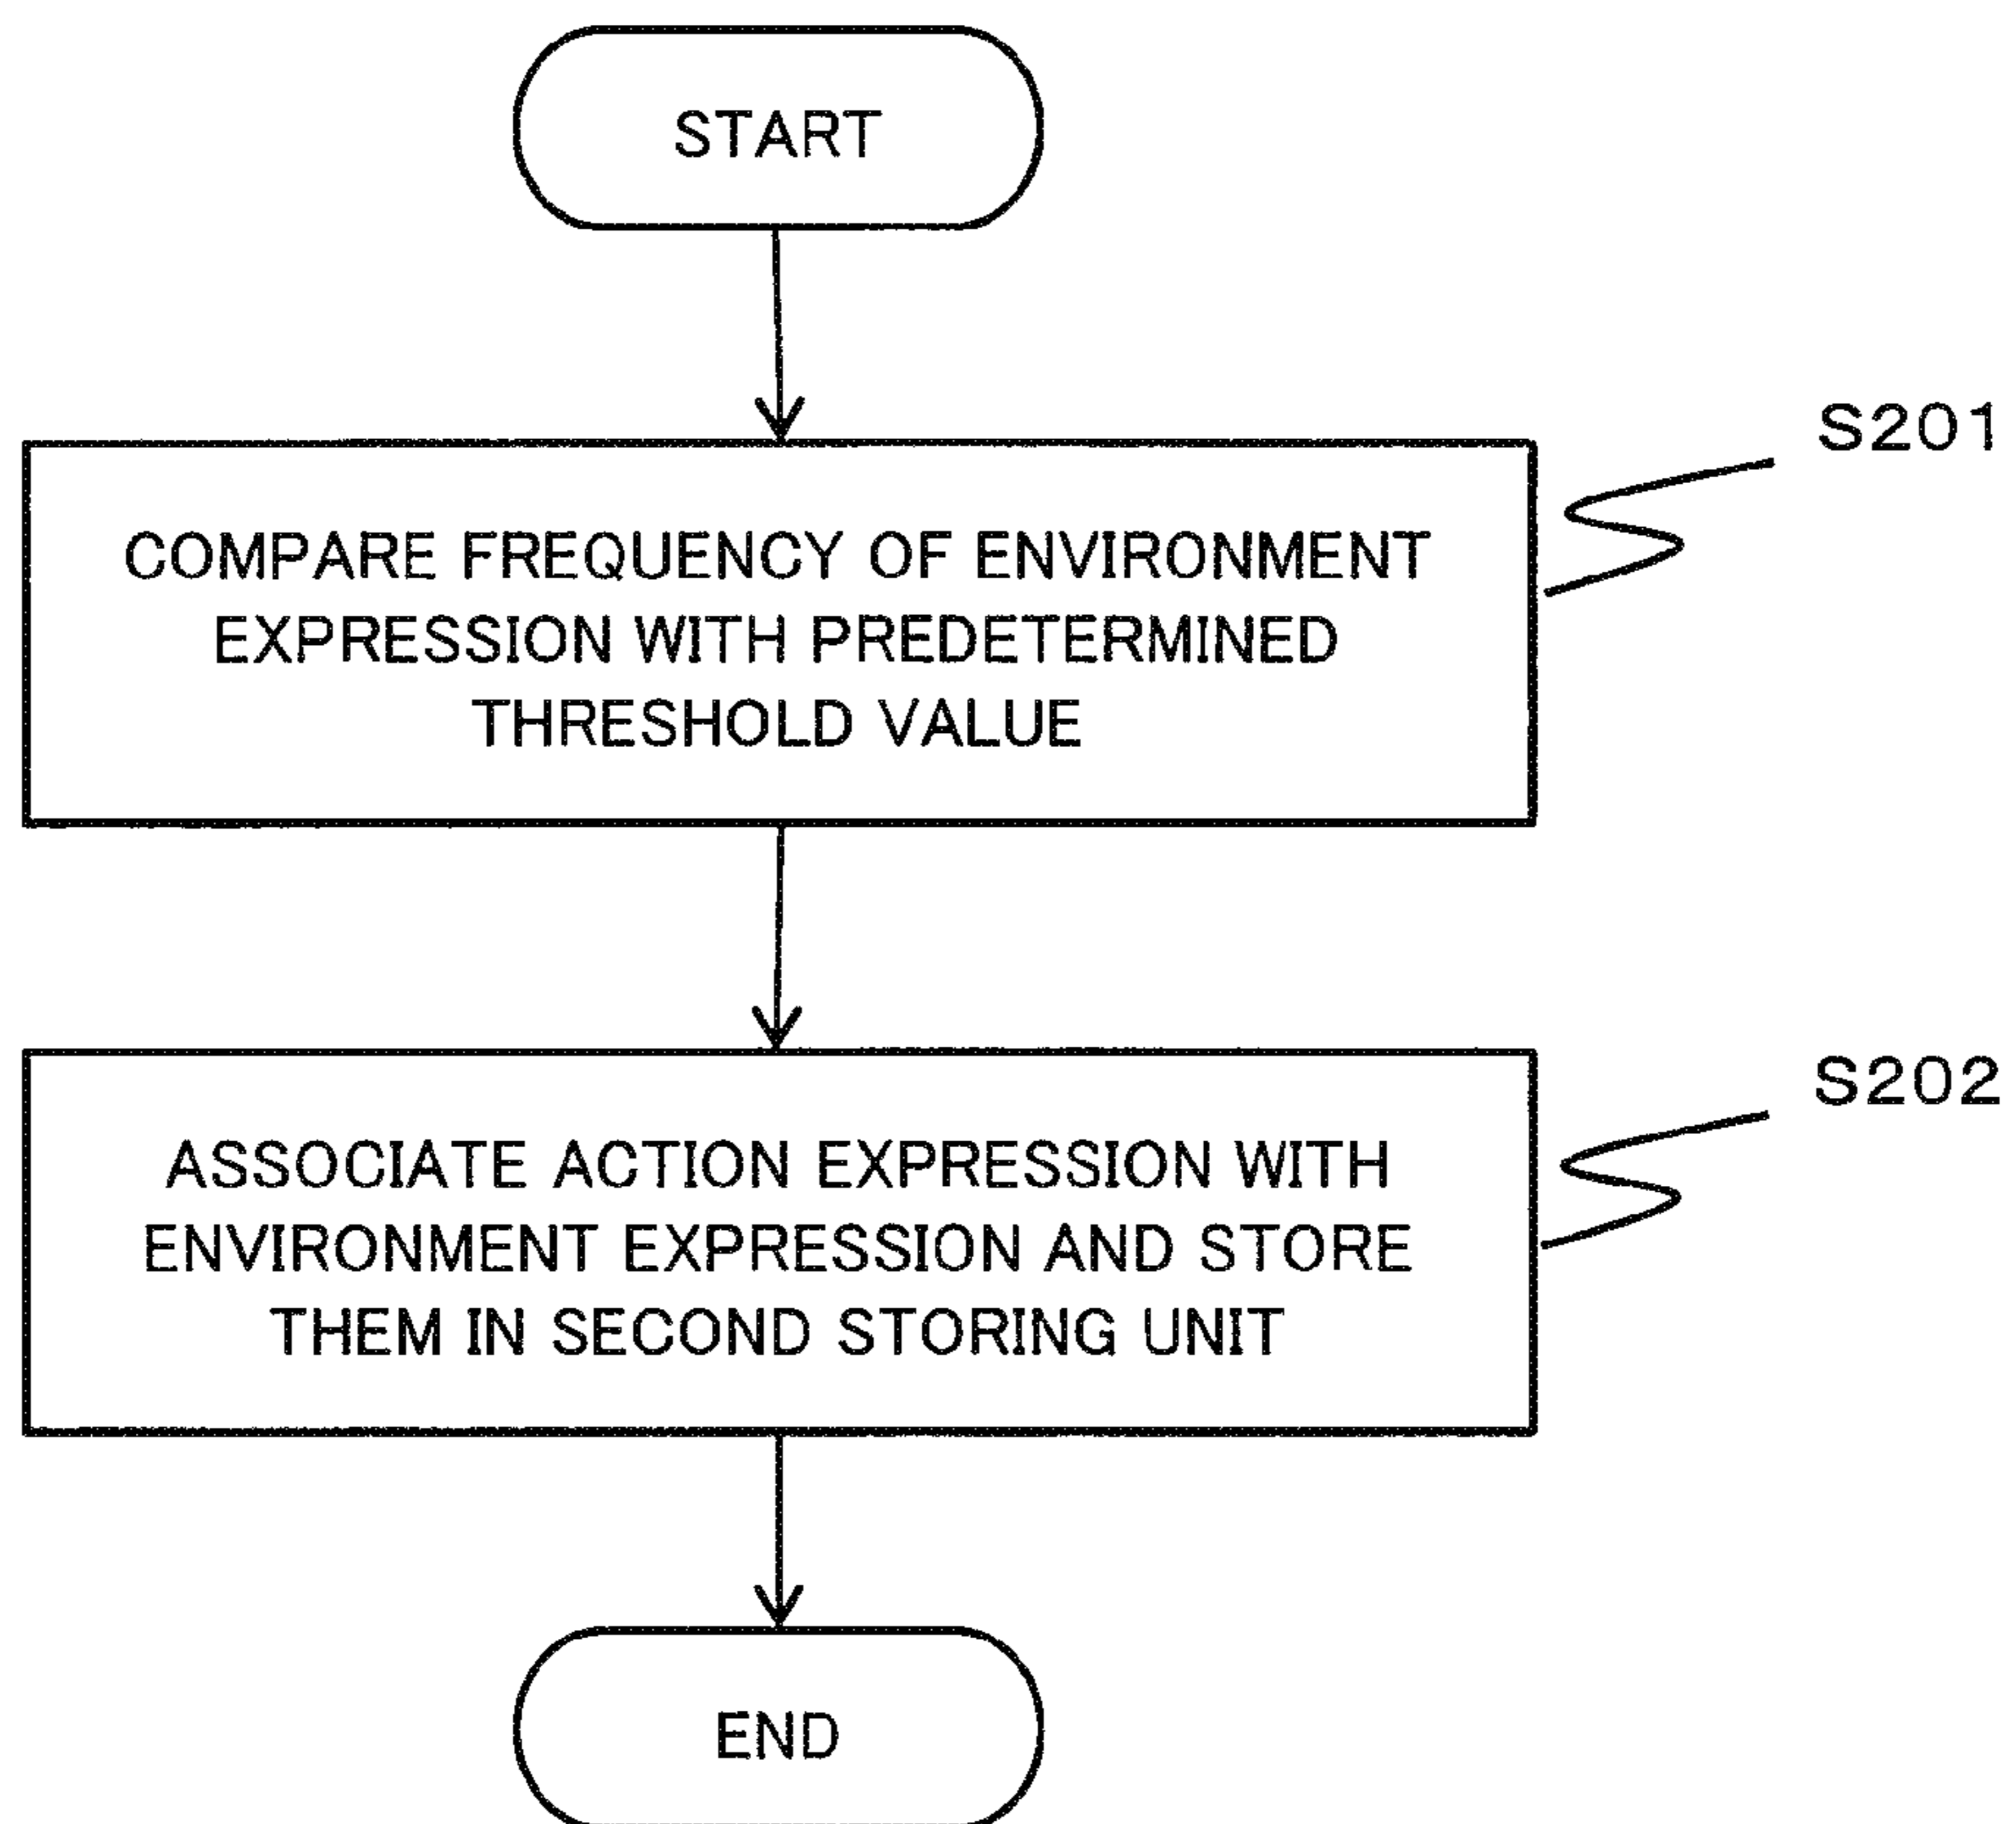 START
S201
COMPARE FREQUENCY OF ENVIRONMENT
EXPRESSION WITH PREDETERMINED
THRESHOLD VALUE
S202
ASSOCIATE ACTION EXPRESSION WITH
ENVIRONMENT EXPRESSION AND STORE
THEM IN SECOND STORING UNIT
END